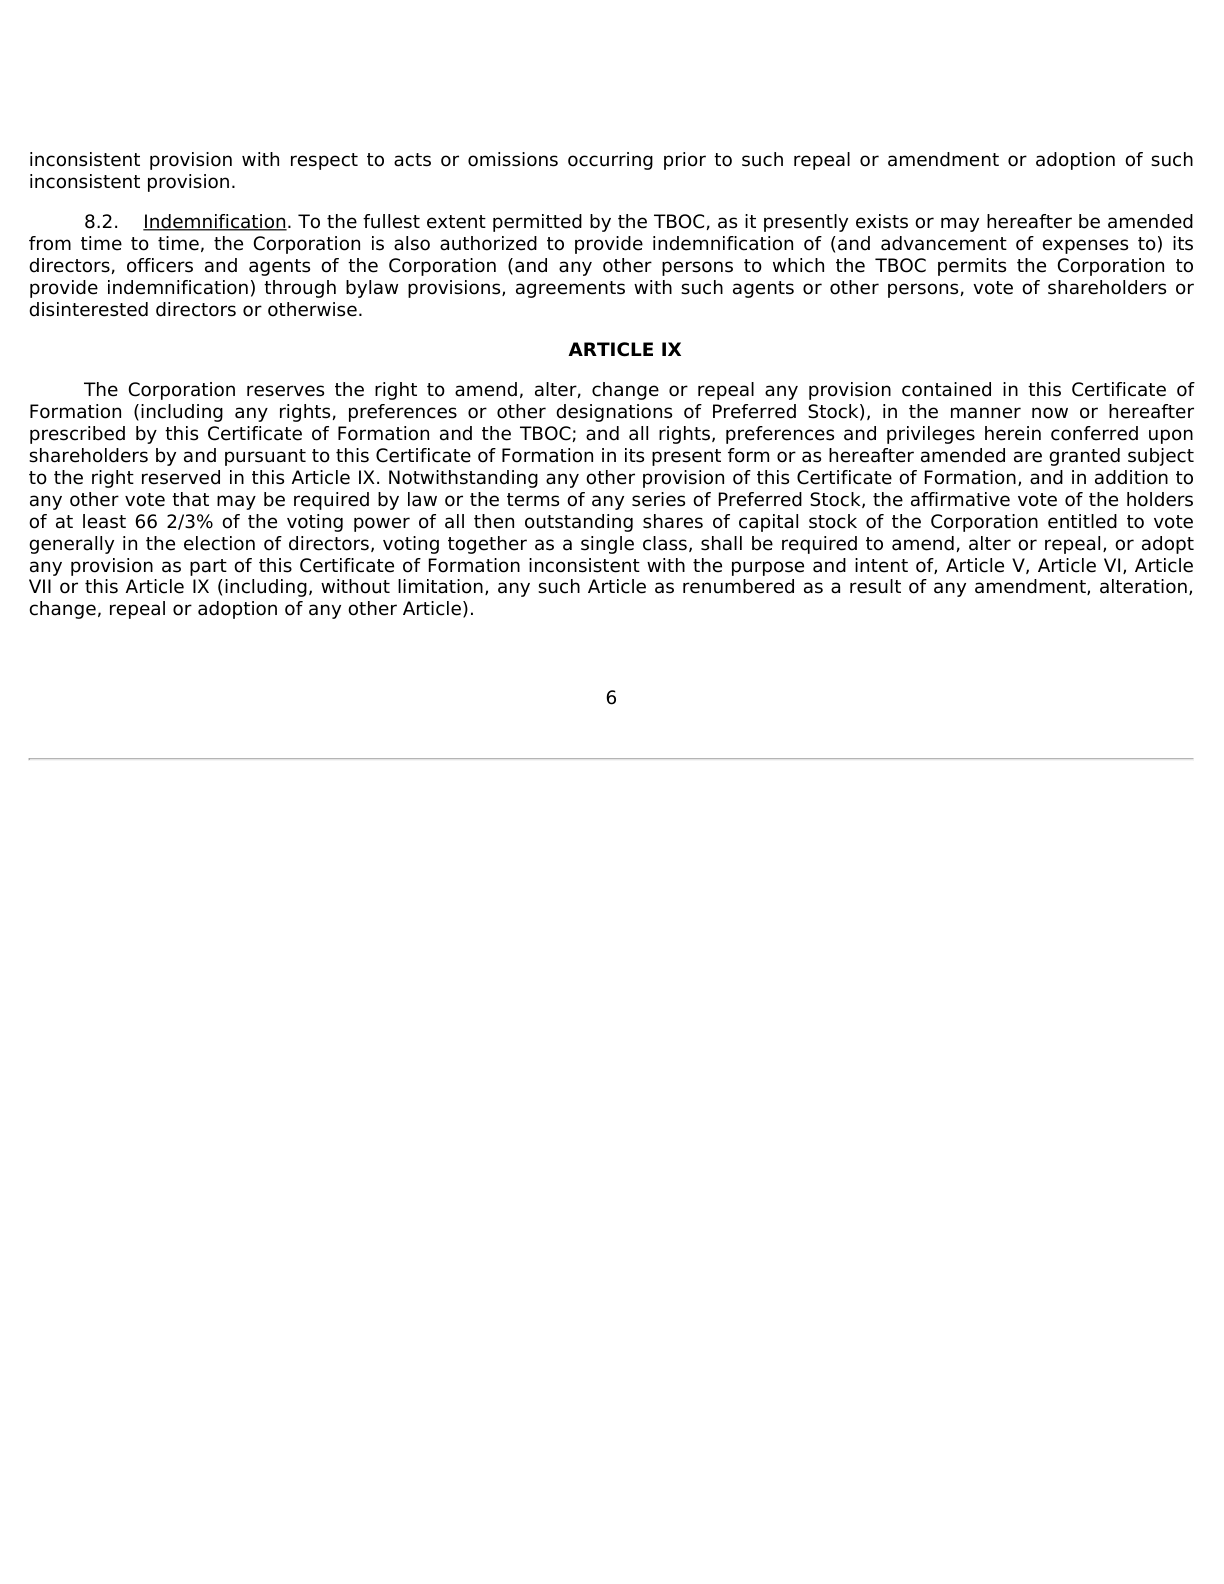 inconsistent provision with respect to acts or omissions occurring prior to such repeal or amendment or adoption of such
inconsistent provision.
8.2. Indemnification. To the fullest extent permitted by the TBOC, as it presently exists or may hereafter be amended
from time to time, the Corporation is also authorized to provide indemnification of (and advancement of expenses to) its
directors, officers and agents of the Corporation (and any other persons to which the TBOC permits the Corporation to
provide indemnification) through bylaw provisions, agreements with such agents or other persons, vote of shareholders or
disinterested directors or otherwise.
ARTICLE IX
The Corporation reserves the right to amend, alter, change or repeal any provision contained in this Certificate of
Formation (including any rights, preferences or other designations of Preferred Stock), in the manner now or hereafter
prescribed by this Certificate of Formation and the TBOC; and all rights, preferences and privileges herein conferred upon
shareholders by and pursuant to this Certificate of Formation in its present form or as hereafter amended are granted subject
to the right reserved in this Article IX. Notwithstanding any other provision of this Certificate of Formation, and in addition to
any other vote that may be required by law or the terms of any series of Preferred Stock, the affirmative vote of the holders
of at least 66 2/3% of the voting power of all then outstanding shares of capital stock of the Corporation entitled to vote
generally in the election of directors, voting together as a single class, shall be required to amend, alter or repeal, or adopt
any provision as part of this Certificate of Formation inconsistent with the purpose and intent of, Article V, Article VI, Article
VII or this Article IX (including, without limitation, any such Article as renumbered as a result of any amendment, alteration,
change, repeal or adoption of any other Article).
6